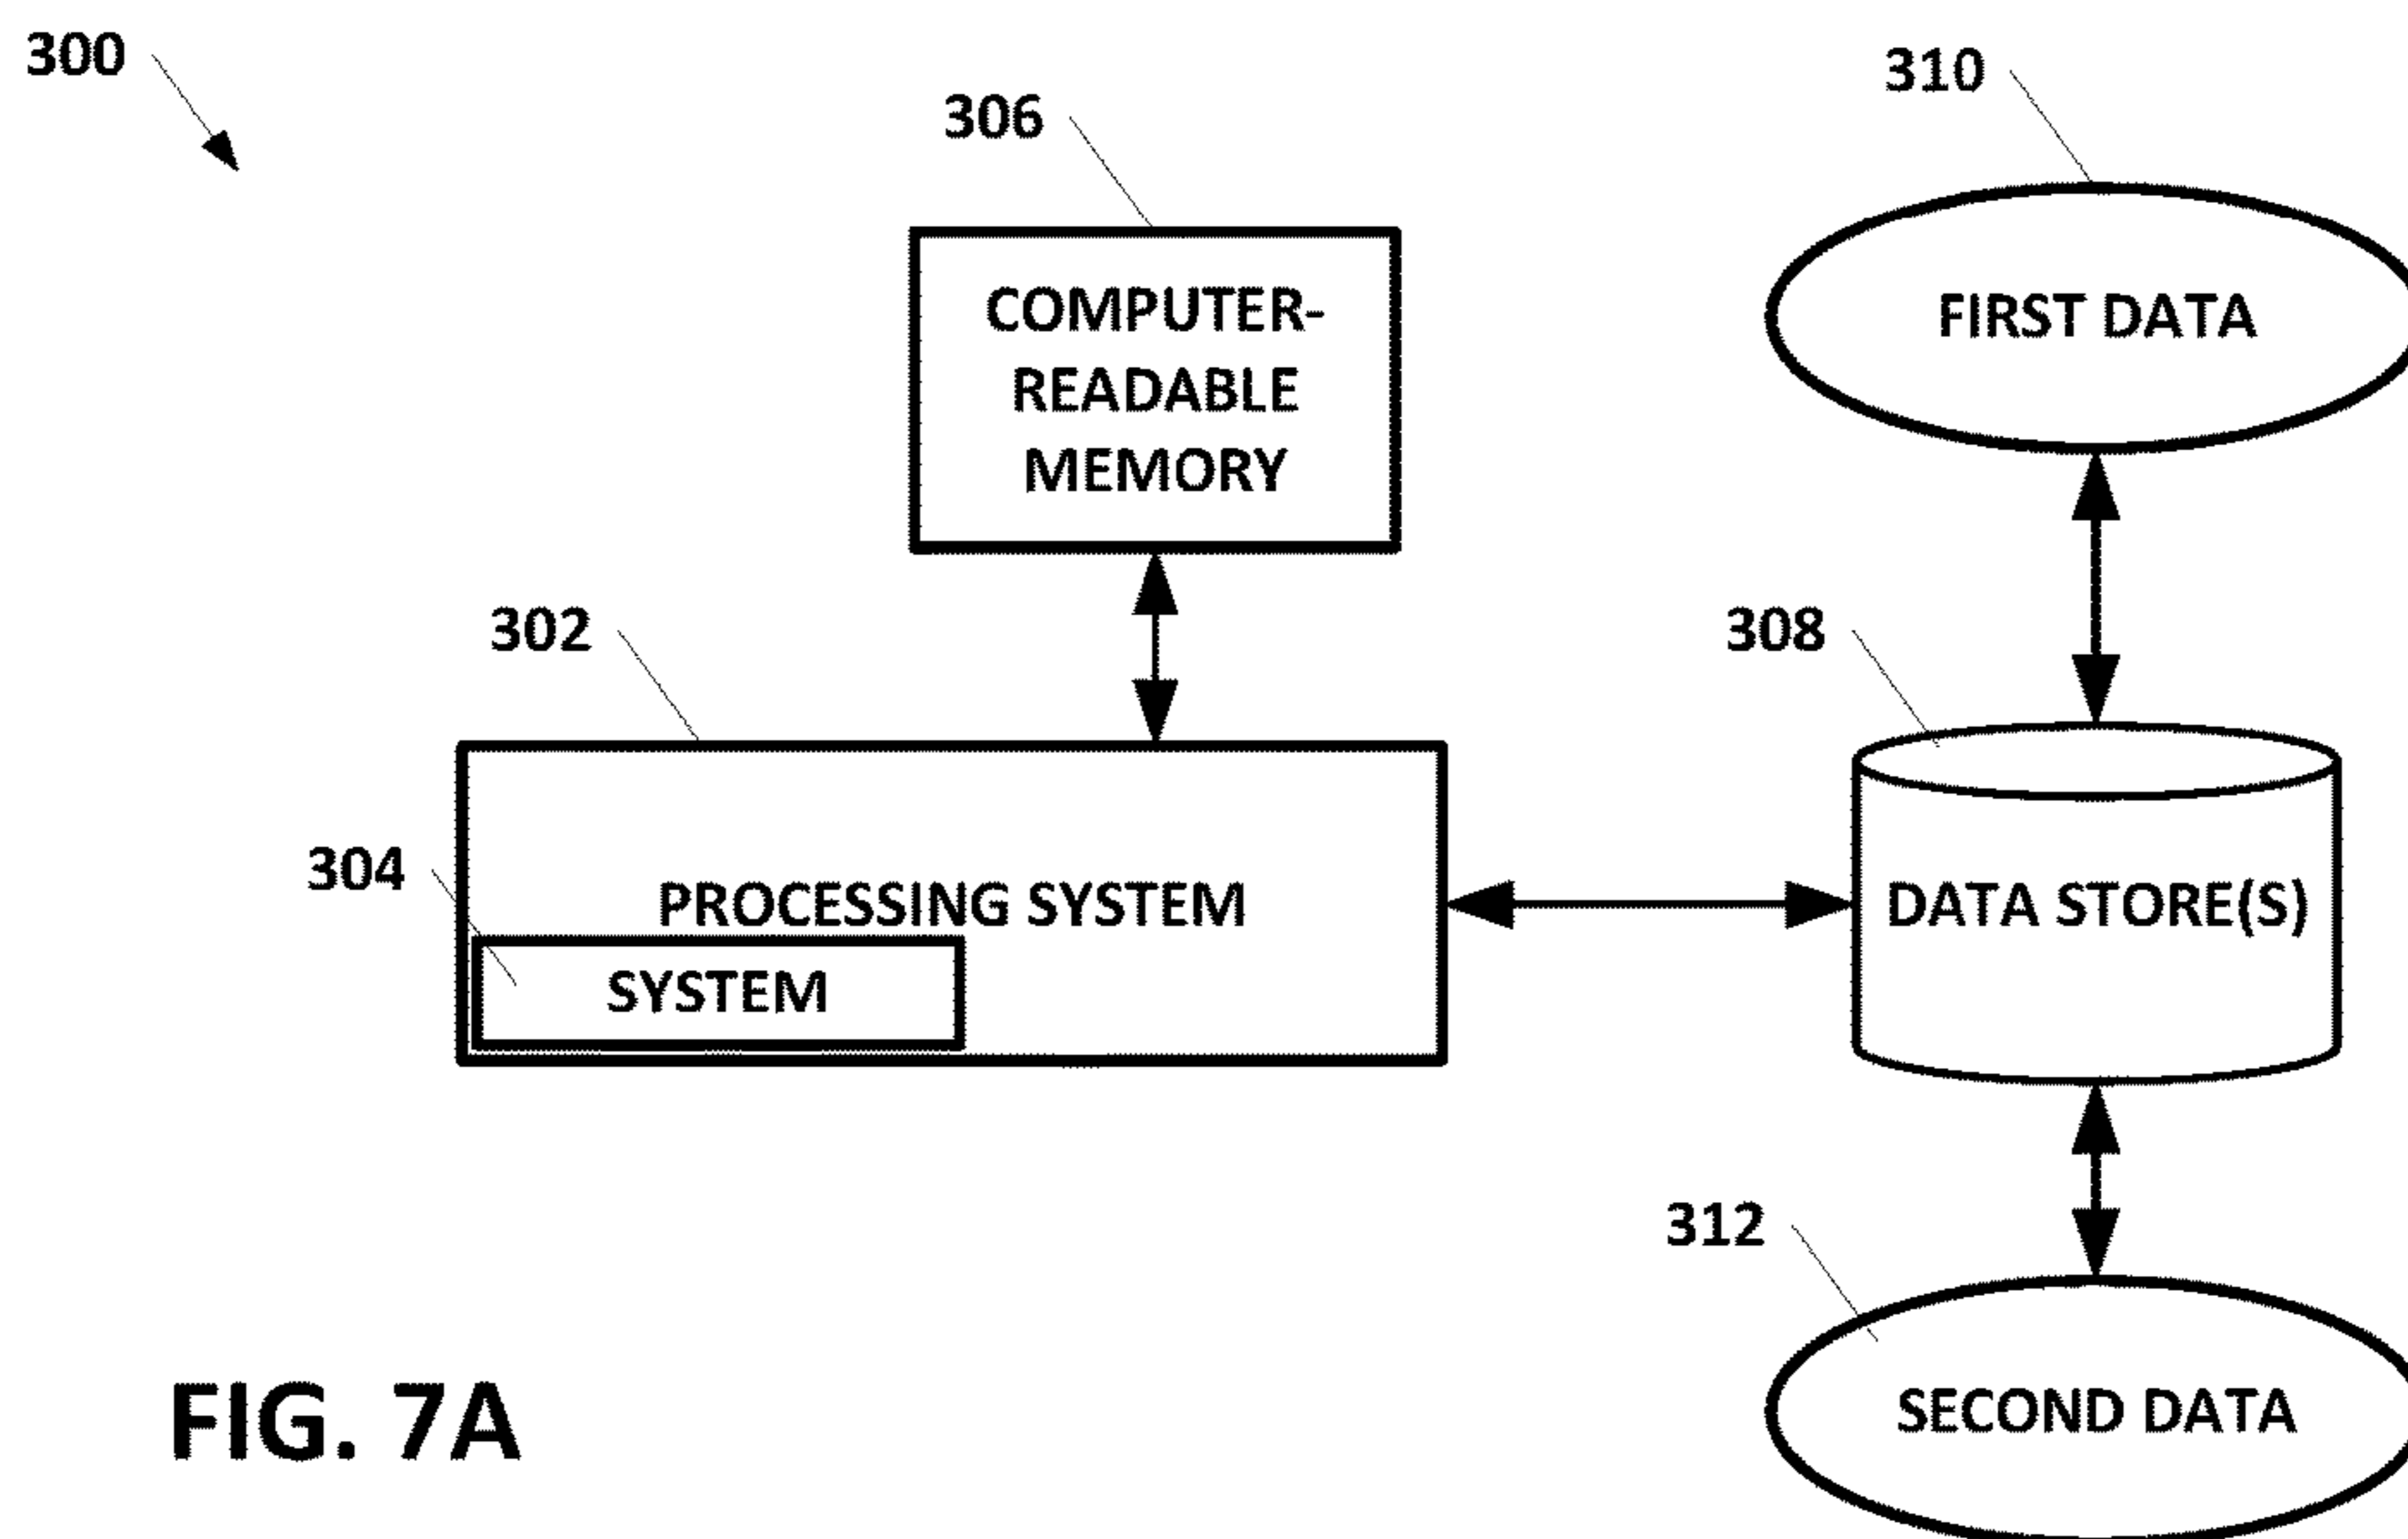 300
310
306
COMPUTER-
READABLE
MEMORY
FIRST DATA
302
308
304
PROCESSING SYSTEM
DATA STORE(S)
SYSTEM
312
SECOND DATA
FIG. 7A